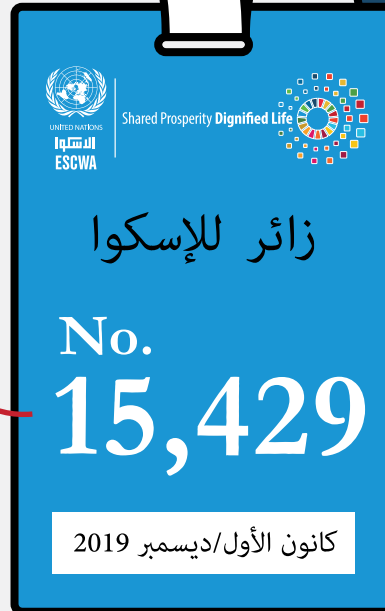 UNITED NATIONS
الاسكوا
ESCWA
Shared Prosperity Dignified Life
زائر للإسكوا
No.
15,429
كانون الأول/ديسمبر 2019